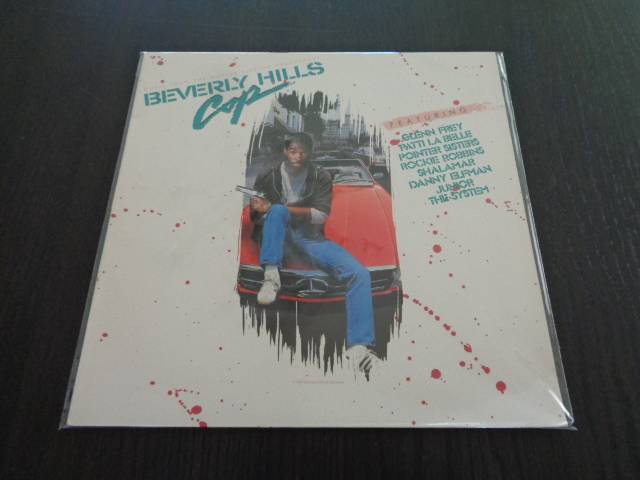 BEVERLY HILLS
Cop
FEATURING
GLENN FREY
PATTI LA BELLE
POINTER SISTERS
ROCKIE ROBBINS
SHALAMAR
DANNY ELFMAN
JUNIOR
THE SYSTEM